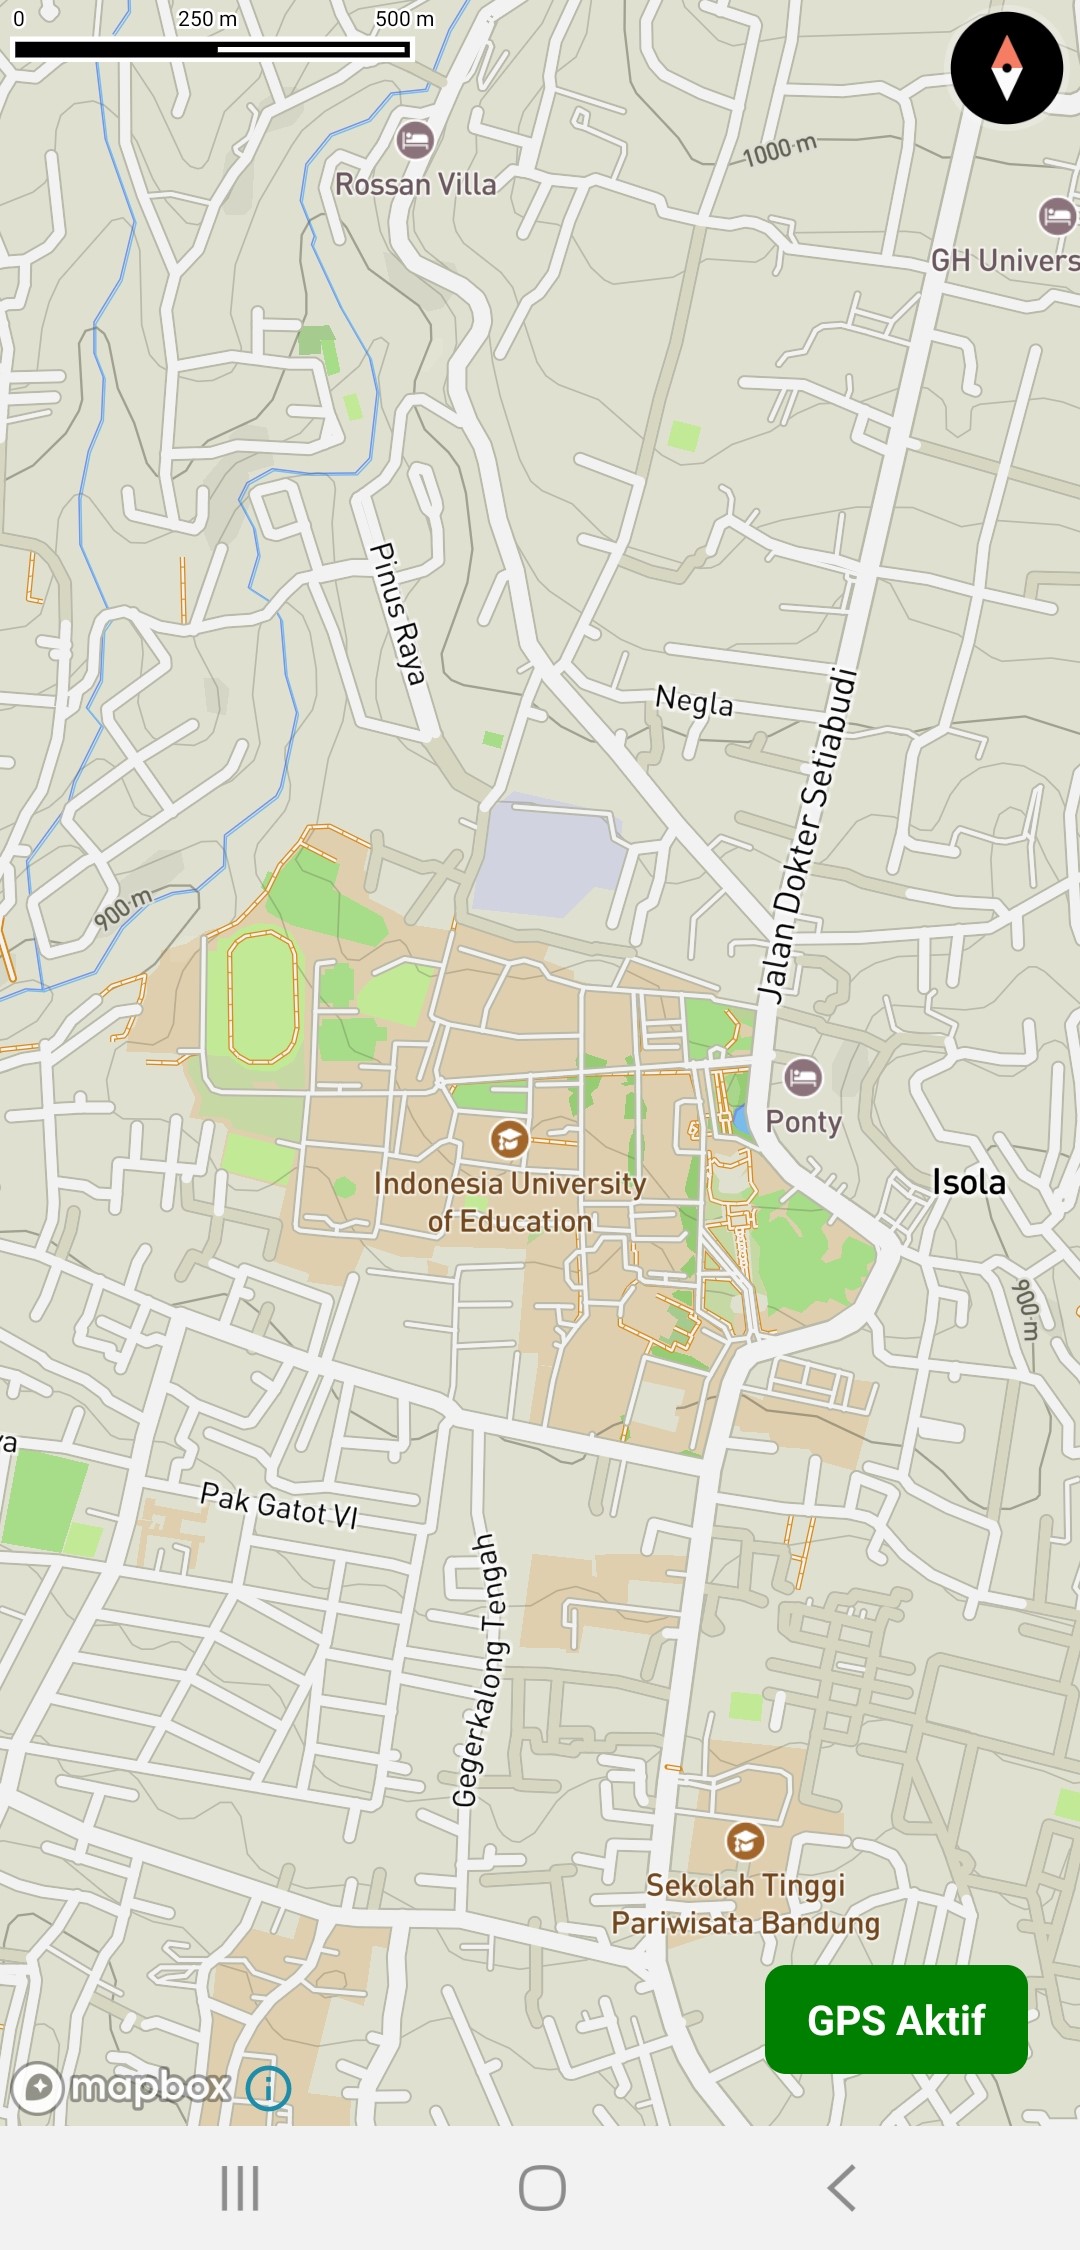 0
250 m
500 m
Rossan Villa
1000 m
GH Univers
Pinus Raya
Negla
Jalan Dokter Setiabudi
900 m
Ponty
Indonesia University
of Education
Isola
900 m
ya
Pak Gatot VI
Gegerkalong Tengah
Sekolah Tinggi
Pariwisata Bandung
GPS Aktif
mapbox
i